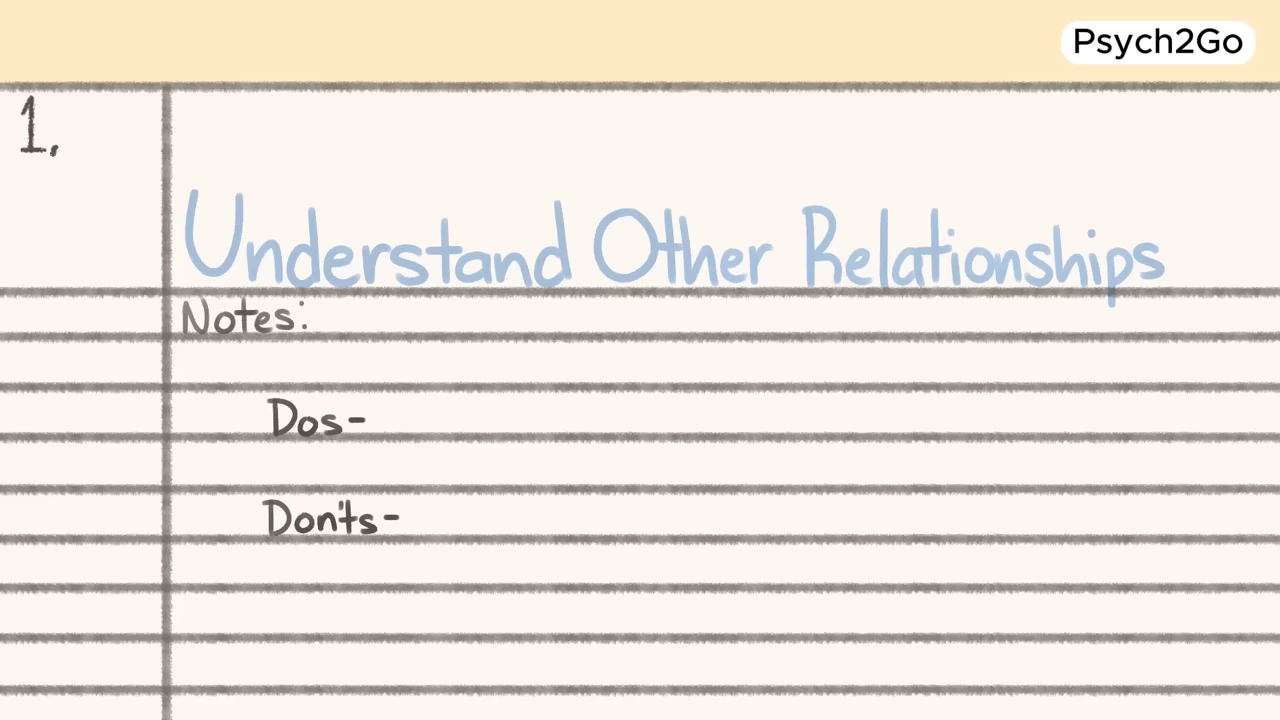 Psych2Go
1.
Understand Other Relationships
Notes:
Dos-
Don'ts-